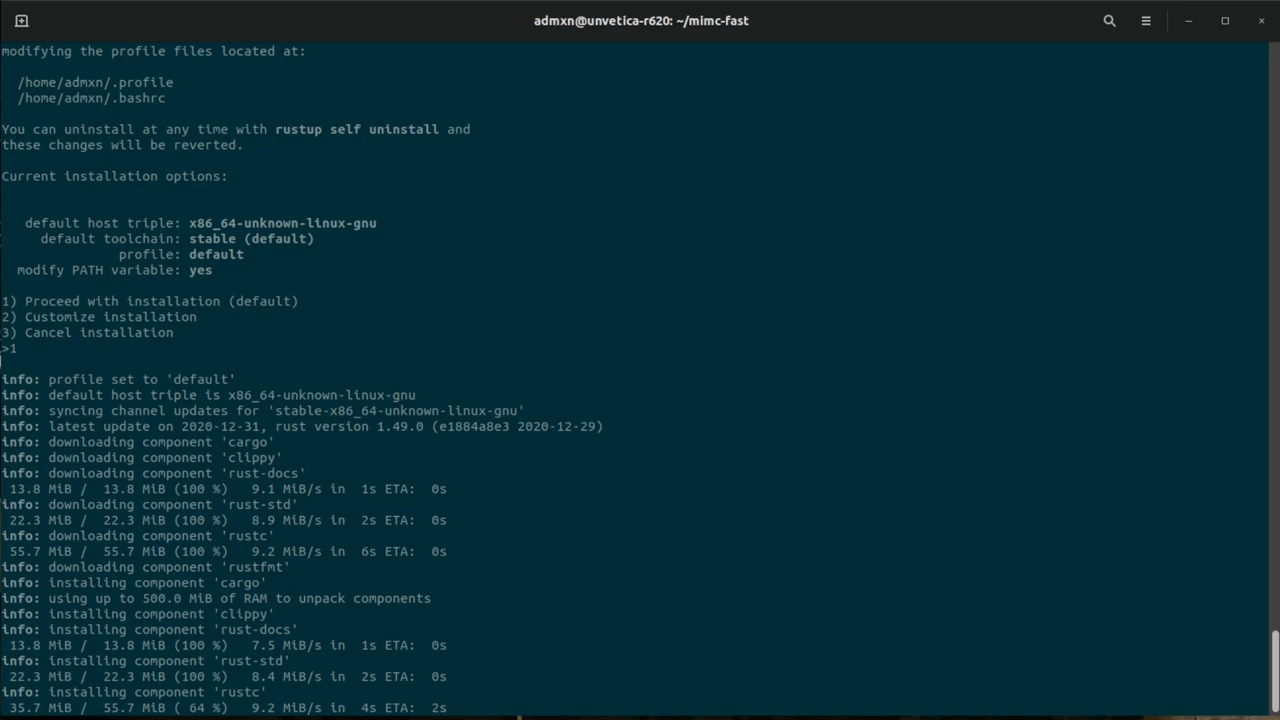 admxn@unvetica-r620: ~/mimc-fast
modifying the profile files located at:
/home/admxn/.profile
/home/admxn/.bashrc
You can uninstall at any time with rustup self uninstall and
these changes will be reverted.
Current installation options:
default host triple: x86_64-unknown-linux-gnu
default toolchain: stable (default)
profile: default
modify PATH variable: yes
1) Proceed with installation (default)
2) Customize installation
3) Cancel installation
>1
info: profile set to 'default'
info: default host triple is x86_64-unknown-linux-gnu
info: syncing channel updates for 'stable-x86_64-unknown-linux-gnu'
info: latest update on 2020-12-31, rust version 1.49.0 (e1884a8e3 2020-12-29)
info: downloading component 'cargo'
info: downloading component 'clippy'
info: downloading component 'rust-docs'
13.8 MiB /  13.8 MiB (100 %)   9.1 MiB/s in  1s ETA:  0s
info: downloading component 'rust-std'
22.3 MiB /  22.3 MiB (100 %)   8.9 MiB/s in  2s ETA:  0s
info: downloading component 'rustc'
55.7 MiB /  55.7 MiB (100 %)   9.2 MiB/s in  6s ETA:  0s
info: downloading component 'rustfmt'
info: installing component 'cargo'
info: using up to 500.0 MiB of RAM to unpack components
info: installing component 'clippy'
info: installing component 'rust-docs'
13.8 MiB /  13.8 MiB (100 %)   7.5 MiB/s in  1s ETA:  0s
info: installing component 'rust-std'
22.3 MiB /  22.3 MiB (100 %)   8.4 MiB/s in  2s ETA:  0s
info: installing component 'rustc'
35.7 MiB /  55.7 MiB ( 64 %)   9.2 MiB/s in  4s ETA:  2s